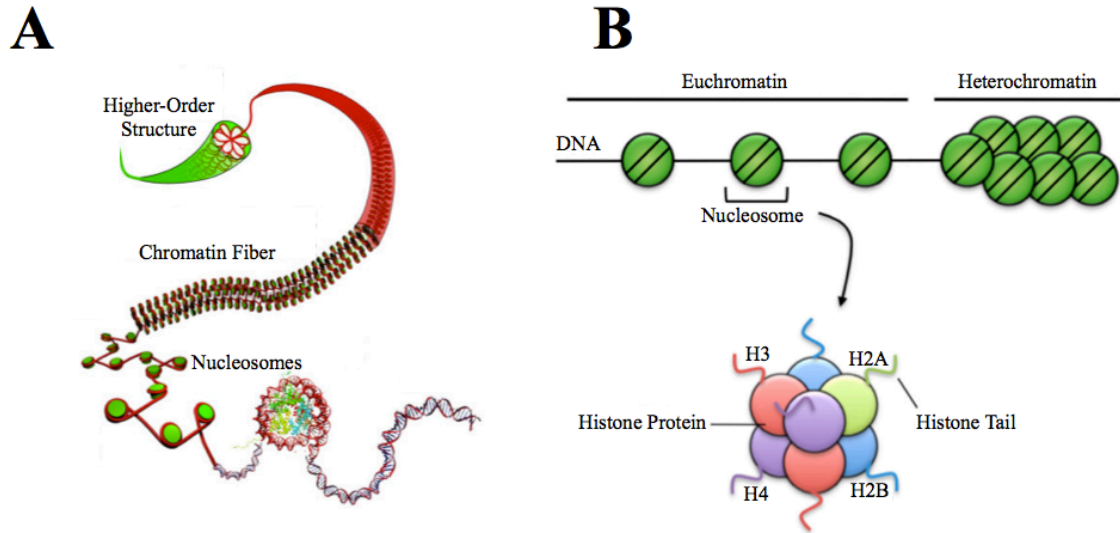 A
Higher-Order
Structure
Chromatin Fiber
Nucleosomes
B
Euchromatin
Heterochromatin
DNA
Nucleosome
H3
H2A
Histone Protein
Histone Tail
H4
H2B